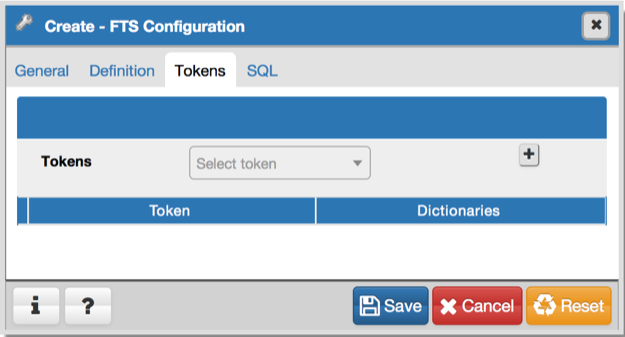 Create - FTS Configuration
General Definition Tokens SQL
Tokens Select token
Token Dictionaries
i ? Save Cancel Reset